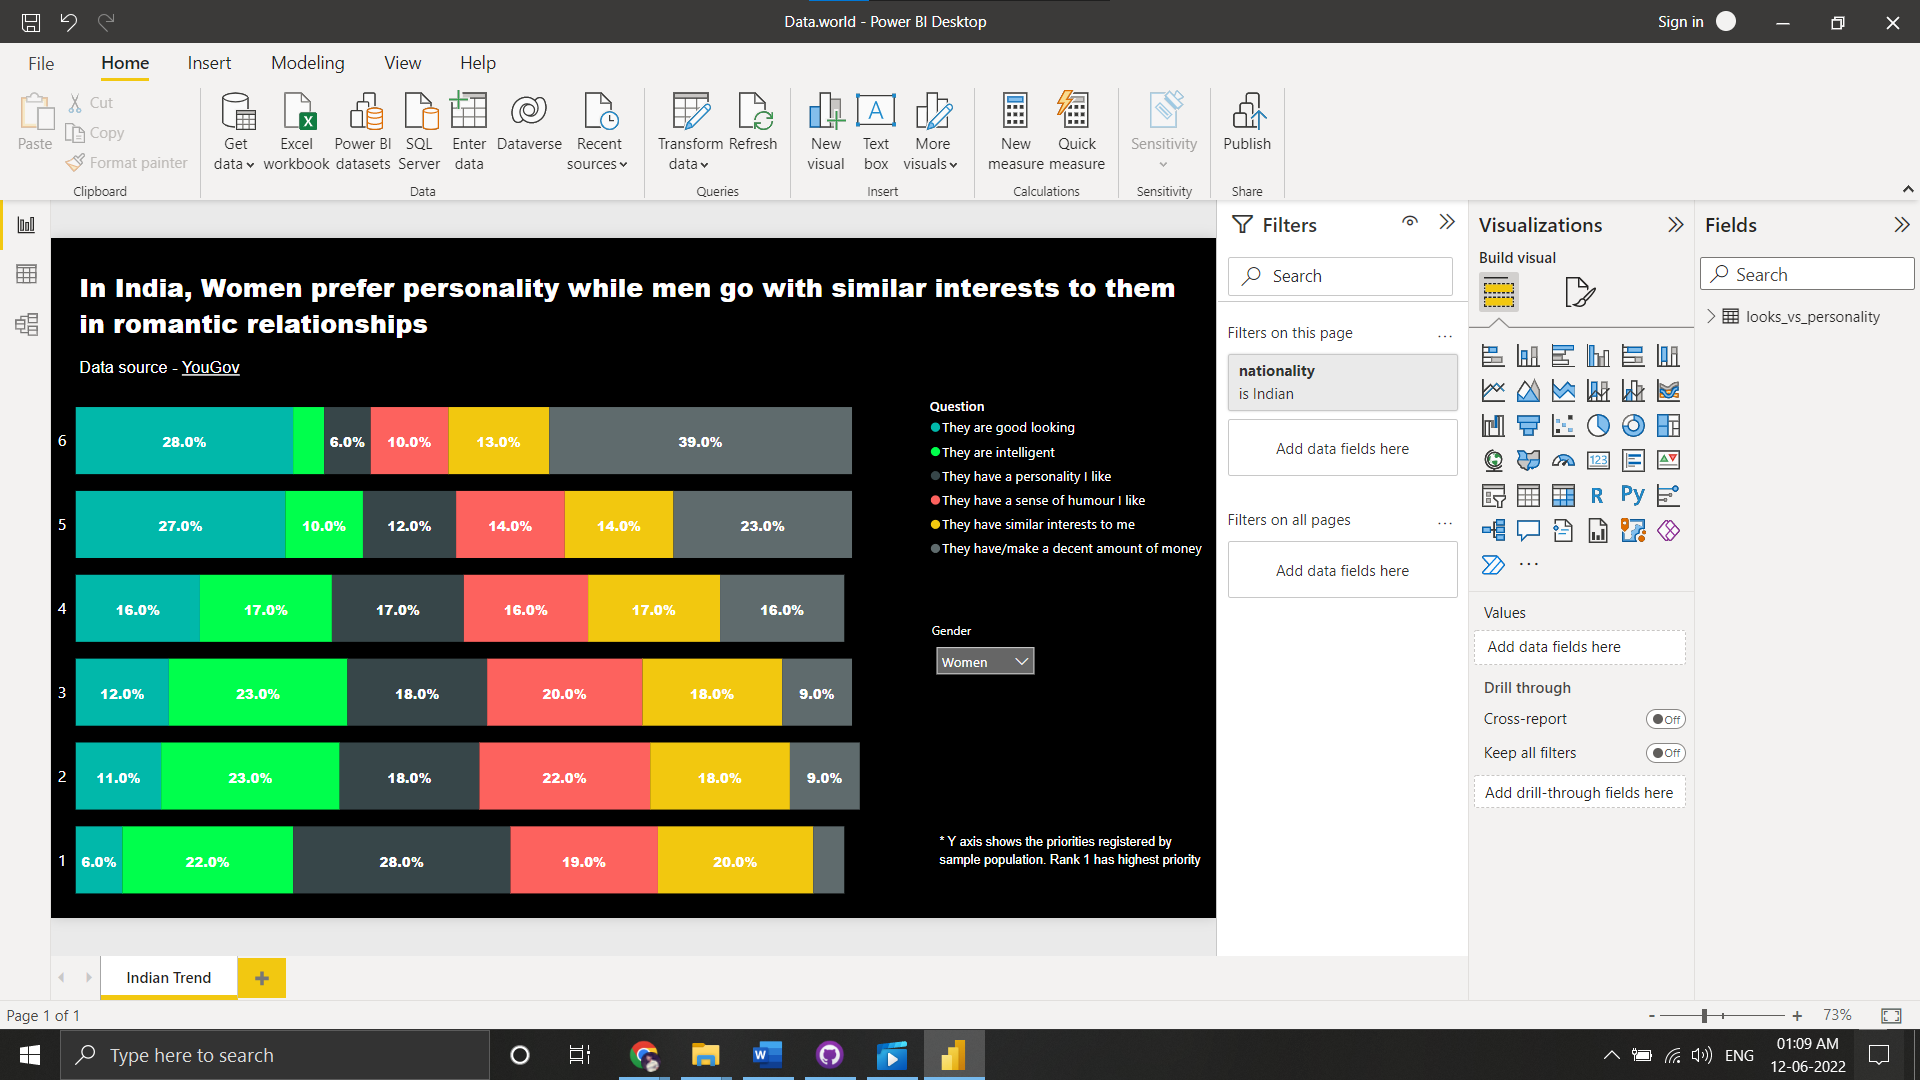 Data.world - Power BI Desktop
Sign in
File Home Insert Modeling View Help
Paste
Cut
Copy
Format painter
Clipboard
Get data
Excel workbook
Power BI datasets
SQL Server
Enter data
Dataverse
Recent sources
Data
Transform data
Refresh
Queries
New visual
Text box
More visuals
Insert
New measure
Quick measure
Calculations
Sensitivity
Sensitivity
Publish
Share
In India, Women prefer personality while men go with similar interests to them
in romantic relationships
Data source - YouGov
6 28.0% 6.0% 10.0% 13.0% 39.0%
5 27.0% 10.0% 12.0% 14.0% 14.0% 23.0%
4 16.0% 17.0% 17.0% 16.0% 17.0% 16.0%
3 12.0% 23.0% 18.0% 20.0% 18.0% 9.0%
2 11.0% 23.0% 18.0% 22.0% 18.0% 9.0%
1 6.0% 22.0% 28.0% 19.0% 20.0%
Question
They are good looking
They are intelligent
They have a personality I like
They have a sense of humour I like
They have similar interests to me
They have/make a decent amount of money
Gender
Women
* Y axis shows the priorities registered by
sample population. Rank 1 has highest priority
Filters
Search
Filters on this page
...
nationality
is Indian
Add data fields here
Filters on all pages
...
Add data fields here
Visualizations
Build visual
123
R
Py
...
Values
Add data fields here
Drill through
Cross-report
Off
Keep all filters
Off
Add drill-through fields here
Fields
Search
looks_vs_personality
Indian Trend
+
Page 1 of 1
- + 73%
Type here to search
ENG
01:09 AM
12-06-2022